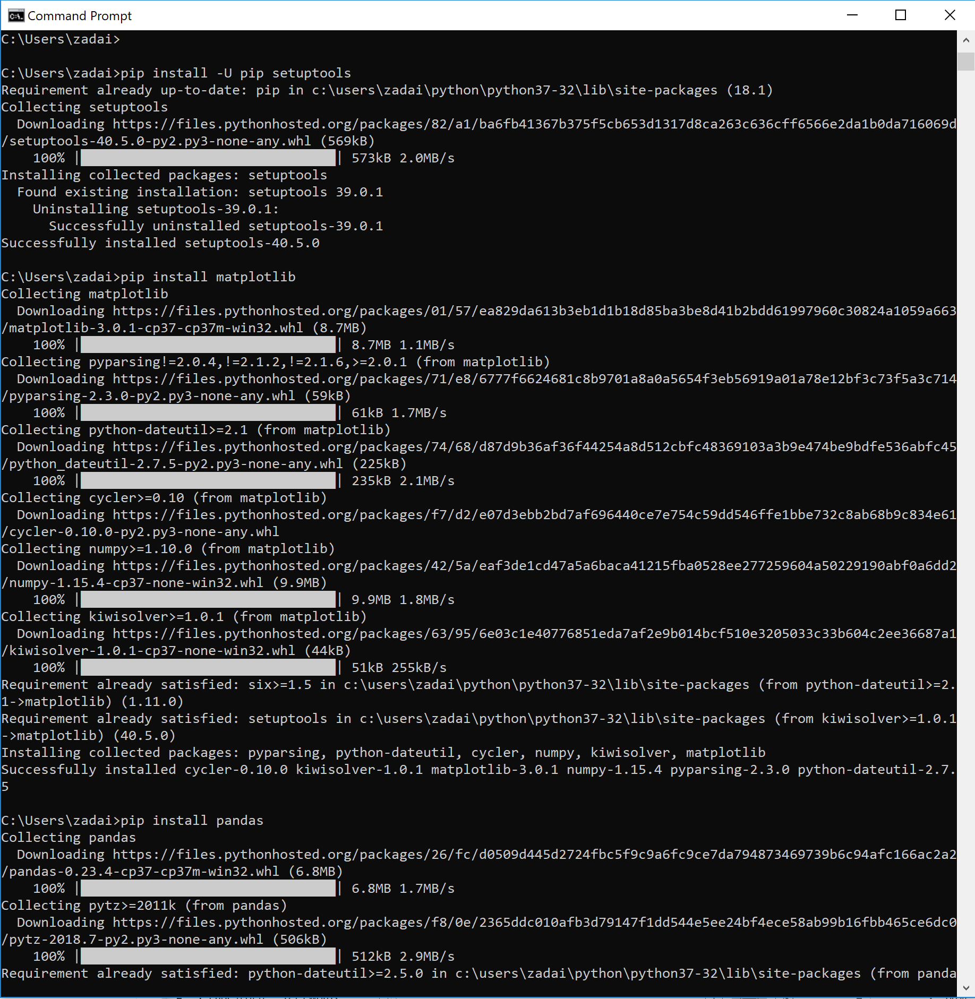 Command Prompt
C:\Users\zadai>
C:\Users\zadai>pip install -U pip setuptools
Requirement already up-to-date: pip in c:\users\zadai\python\python37-32\lib\site-packages (18.1)
Collecting setuptools
  Downloading https://files.pythonhosted.org/packages/82/a1/ba6fb41367b375f5cb653d1317d8ca263c636cff6566e2da1b0da716069d
/setuptools-40.5.0-py2.py3-none-any.whl (569kB)
    100% || 573kB 2.0MB/s
Installing collected packages: setuptools
  Found existing installation: setuptools 39.0.1
    Uninstalling setuptools-39.0.1:
      Successfully uninstalled setuptools-39.0.1
Successfully installed setuptools-40.5.0
C:\Users\zadai>pip install matplotlib
Collecting matplotlib
  Downloading https://files.pythonhosted.org/packages/01/57/ea829da613b3eb1d1b18d85ba3be8d41b2bdd61997960c30824a1059a663
/matplotlib-3.0.1-cp37-cp37m-win32.whl (8.7MB)
    100% || 8.7MB 1.1MB/s
Collecting pyparsing!=2.0.4,!=2.1.2,!=2.1.6,>=2.0.1 (from matplotlib)
  Downloading https://files.pythonhosted.org/packages/71/e8/6777f6624681c8b9701a8a0a5654f3eb56919a01a78e12bf3c73f5a3c714
/pyparsing-2.3.0-py2.py3-none-any.whl (59kB)
    100% || 61kB 1.7MB/s
Collecting python-dateutil>=2.1 (from matplotlib)
  Downloading https://files.pythonhosted.org/packages/74/68/d87d9b36af36f44254a8d512cbfc48369103a3b9e474be9bdfe536abfc45
/python_dateutil-2.7.5-py2.py3-none-any.whl (225kB)
    100% || 235kB 2.1MB/s
Collecting cycler>=0.10 (from matplotlib)
  Downloading https://files.pythonhosted.org/packages/f7/d2/e07d3ebb2bd7af696440ce7e754c59dd546ffe1bbe732c8ab68b9c834e61
/cycler-0.10.0-py2.py3-none-any.whl
Collecting numpy>=1.10.0 (from matplotlib)
  Downloading https://files.pythonhosted.org/packages/42/5a/eaf3de1cd47a5a6baca41215fba0528ee277259604a50229190abf0a6dd2
/numpy-1.15.4-cp37-none-win32.whl (9.9MB)
    100% || 9.9MB 1.8MB/s
Collecting kiwisolver>=1.0.1 (from matplotlib)
  Downloading https://files.pythonhosted.org/packages/63/95/6e03c1e40776851eda7af2e9b014bcf510e3205033c33b604c2ee36687a1
/kiwisolver-1.0.1-cp37-none-win32.whl (44kB)
    100% || 51kB 255kB/s
Requirement already satisfied: six>=1.5 in c:\users\zadai\python\python37-32\lib\site-packages (from python-dateutil>=2.
1->matplotlib) (1.11.0)
Requirement already satisfied: setuptools in c:\users\zadai\python\python37-32\lib\site-packages (from kiwisolver>=1.0.1
->matplotlib) (40.5.0)
Installing collected packages: pyparsing, python-dateutil, cycler, numpy, kiwisolver, matplotlib
Successfully installed cycler-0.10.0 kiwisolver-1.0.1 matplotlib-3.0.1 numpy-1.15.4 pyparsing-2.3.0 python-dateutil-2.7.
5
C:\Users\zadai>pip install pandas
Collecting pandas
  Downloading https://files.pythonhosted.org/packages/26/fc/d0509d445d2724fbc5f9c9a6fc9ce7da794873469739b6c94afc166ac2a2
/pandas-0.23.4-cp37-cp37m-win32.whl (6.8MB)
    100% || 6.8MB 1.7MB/s
Collecting pytz>=2011k (from pandas)
  Downloading https://files.pythonhosted.org/packages/f8/0e/2365ddc010afb3d79147f1dd544e5ee24bf4ece58ab99b16fbb465ce6dc0
/pytz-2018.7-py2.py3-none-any.whl (506kB)
    100% || 512kB 2.9MB/s
Requirement already satisfied: python-dateutil>=2.5.0 in c:\users\zadai\python\python37-32\lib\site-packages (from panda